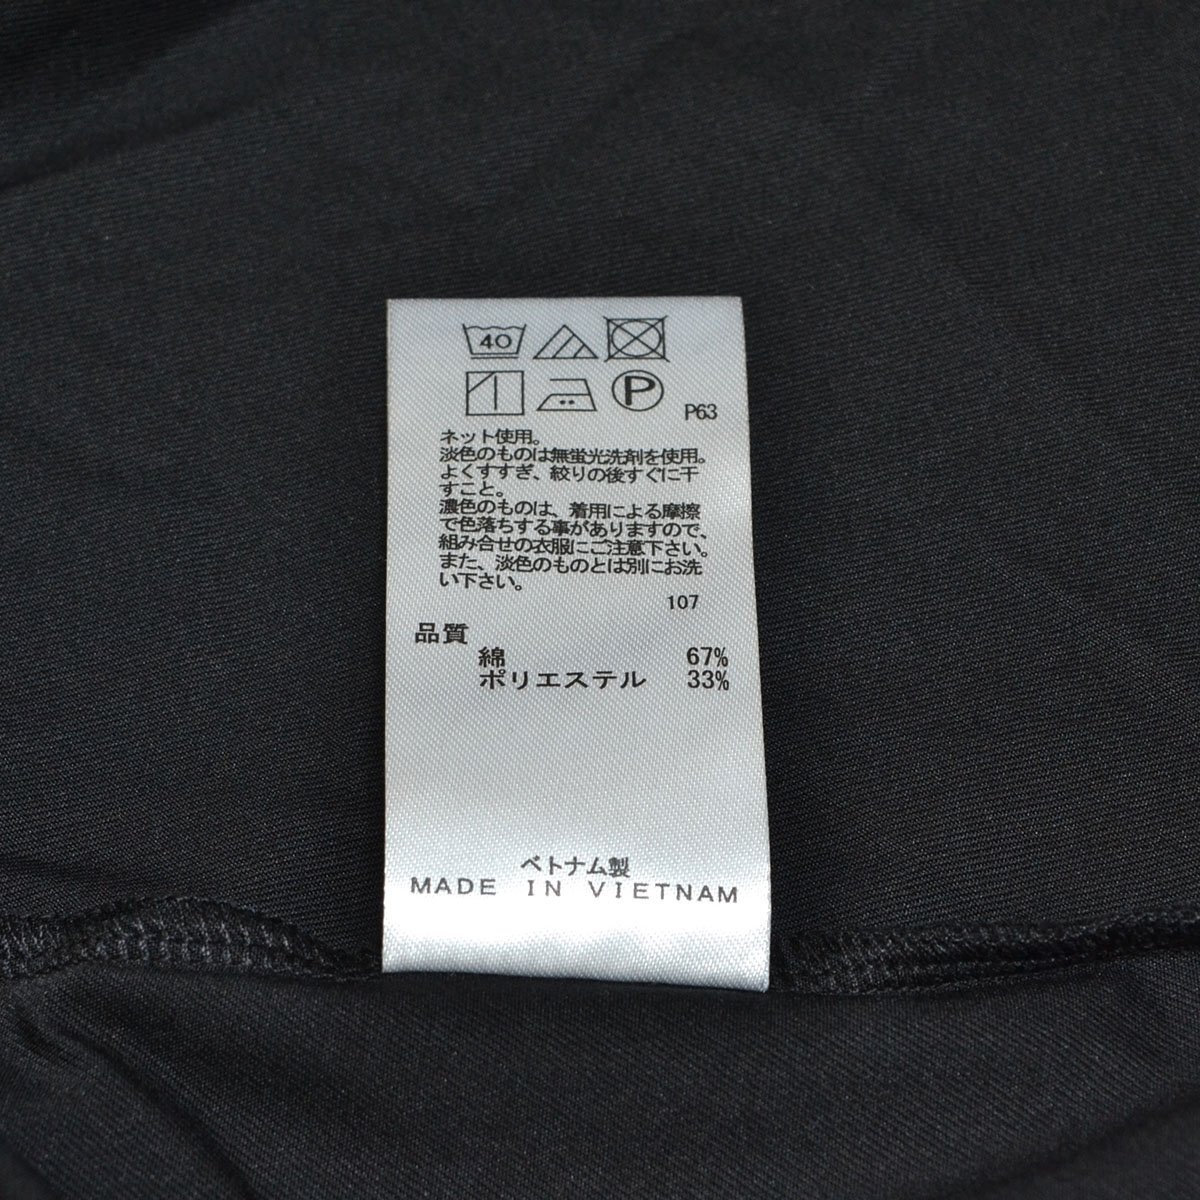 40
P
P63
ネット使用。
淡色のものは無蛍光洗剤を使用。
よくすすぎ、絞りの後すぐに干
すこと。
濃色のものは、着用による摩擦
で色落ちする事がありますので、
組み合せの衣服にご注意下さい。
また、淡色のものとは別にお洗
い下さい。
107
品質
綿 67%
ポリエステル 33%
ベトナム製
MADE IN VIETNAM